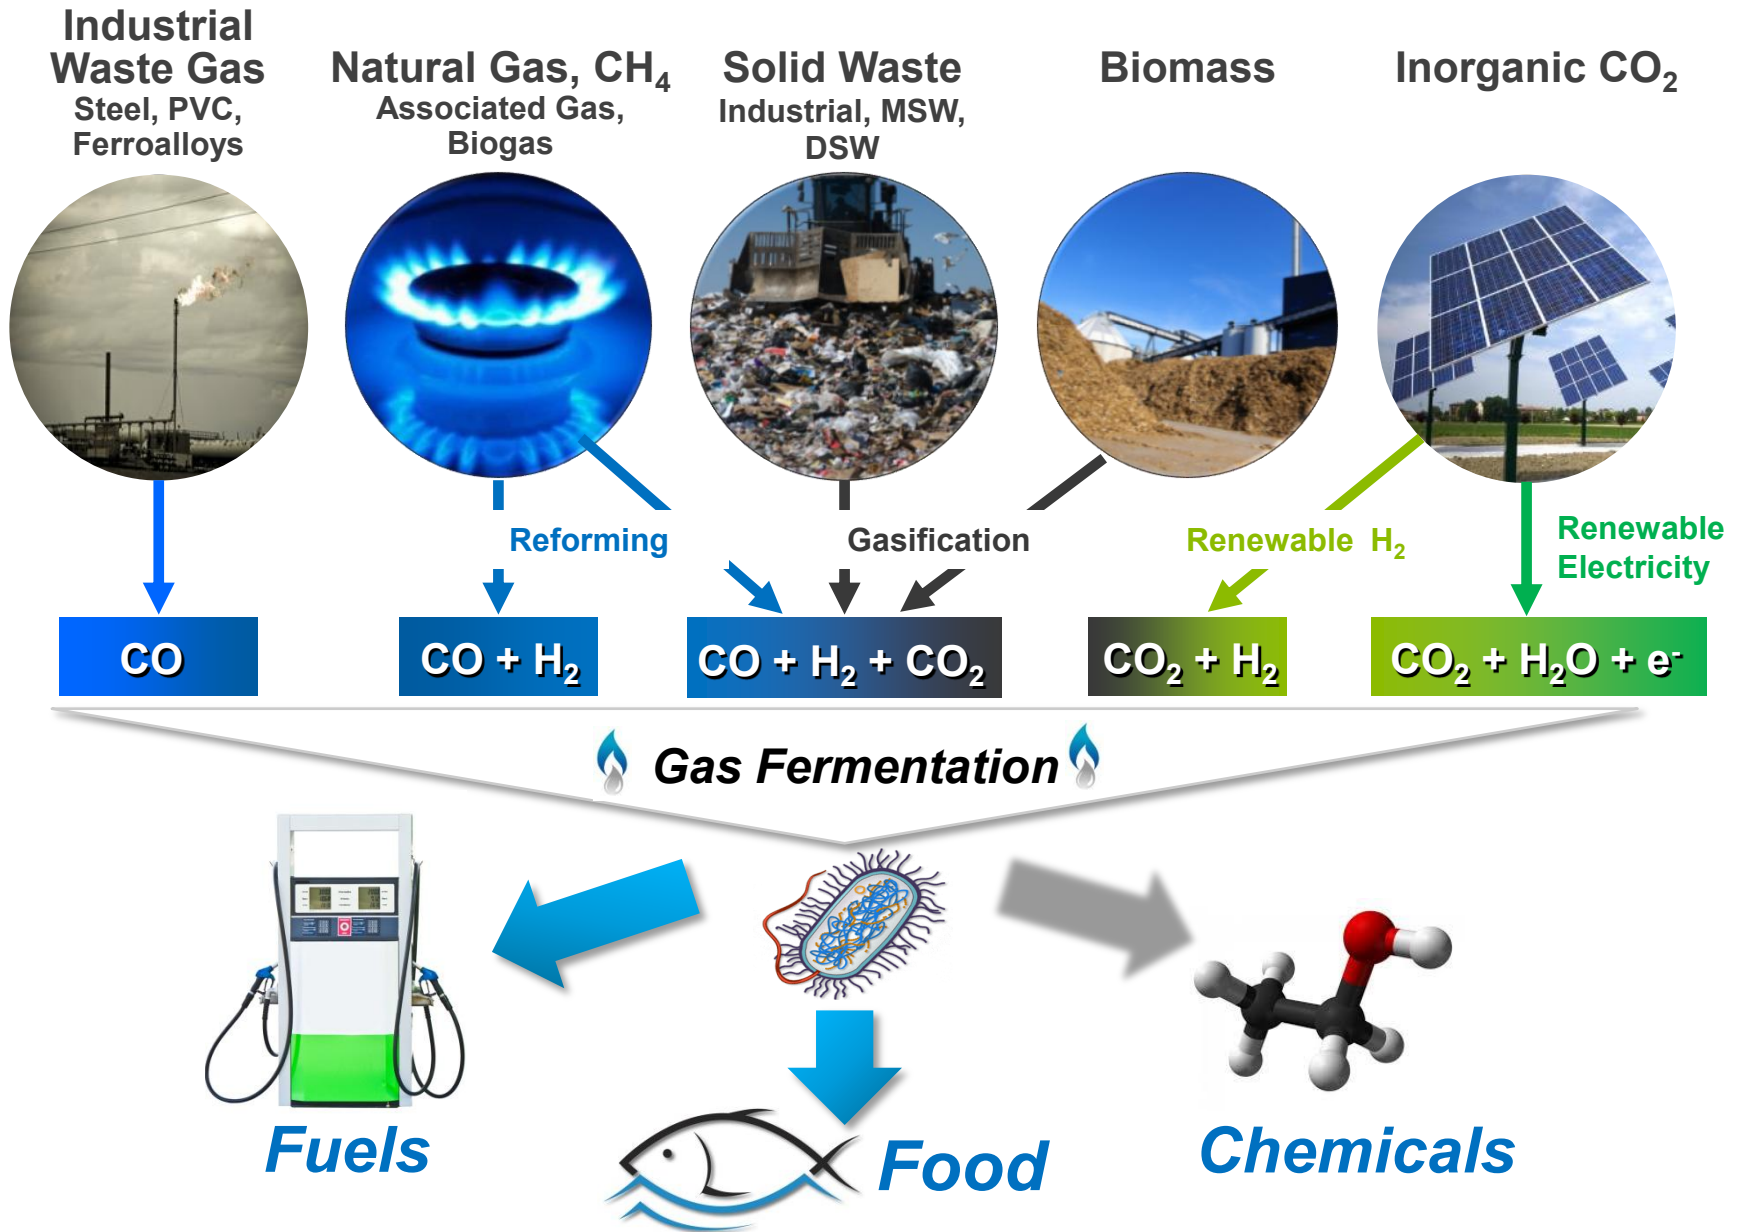 Industrial
Waste Gas
Steel, PVC,
Ferroalloys
Natural Gas, CH₄
Associated Gas,
Biogas
Solid Waste
Industrial, MSW,
DSW
Biomass
Inorganic CO₂
Reforming
Gasification
Renewable H₂
Renewable
Electricity
CO
CO + H₂
CO + H₂ + CO₂
CO₂ + H₂
CO₂ + H₂O + e⁻
Gas Fermentation
Fuels
Food
Chemicals